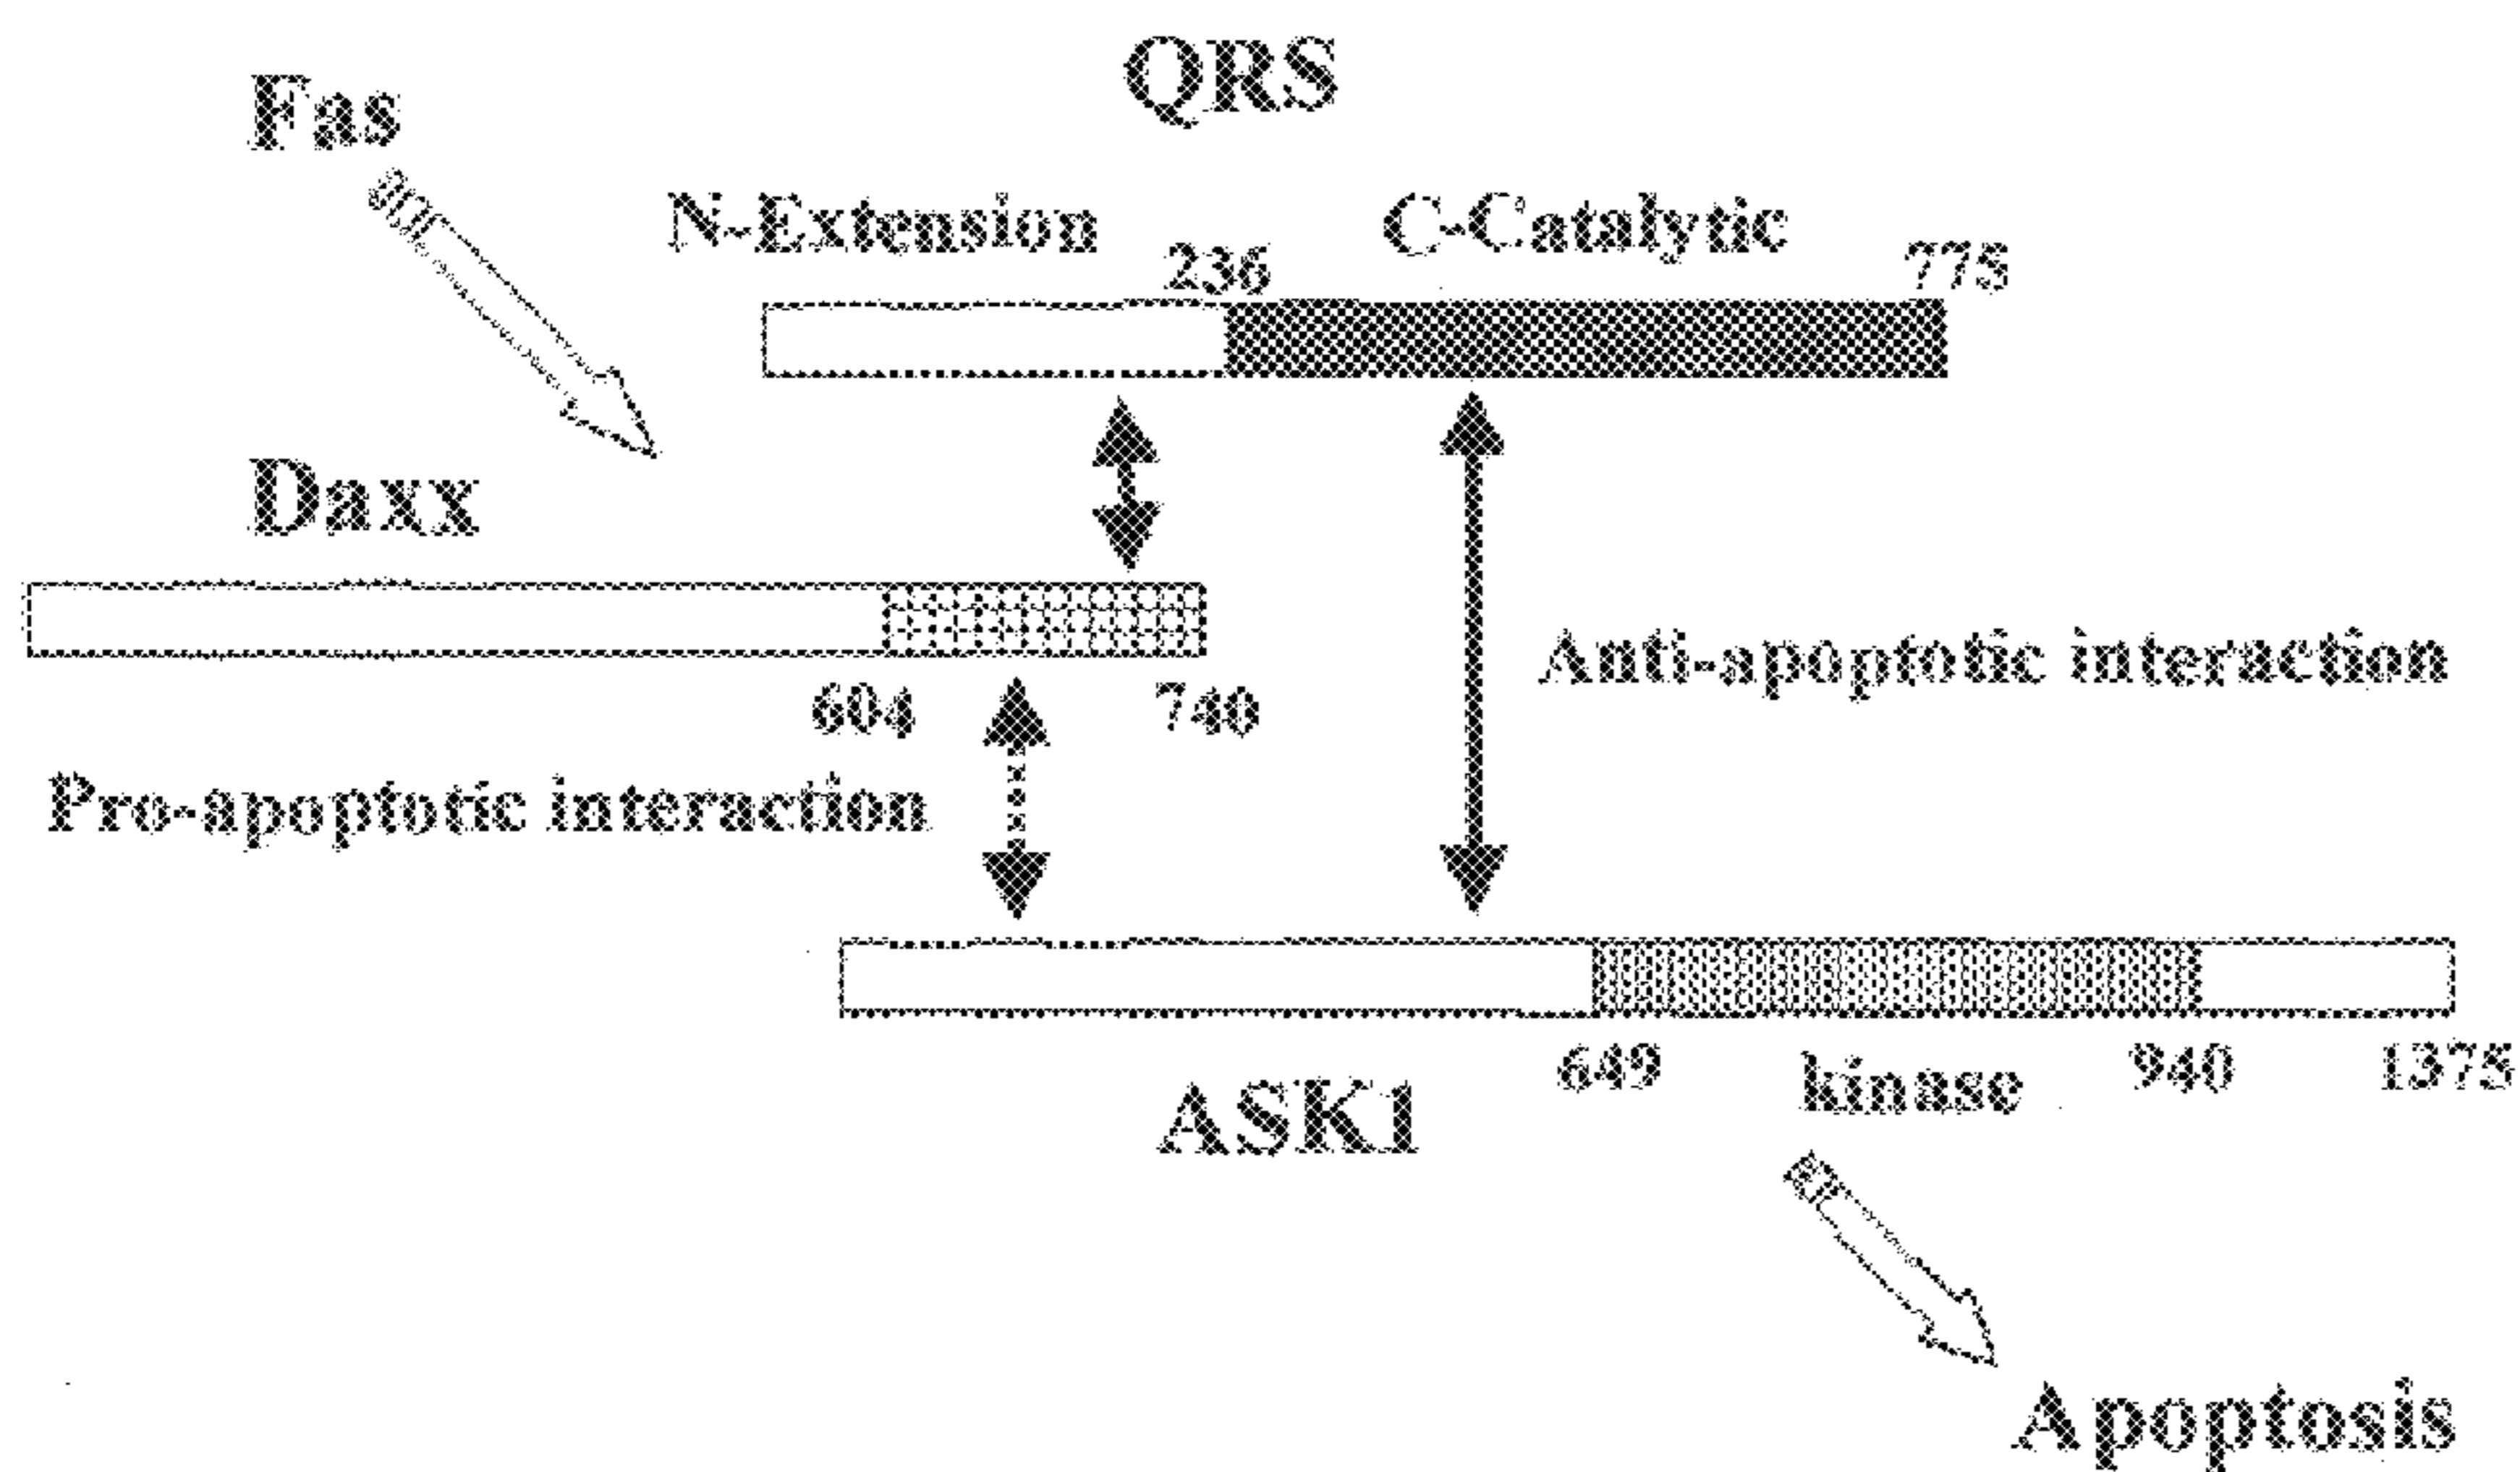 QRS
Fas
N-Extension
C-Catalytic
236
775
Daxx
Anti-apoptotic interaction
604
740
Pro-apoptotic interaction
649
kinase
940
1375
ASK1
Apoptosis